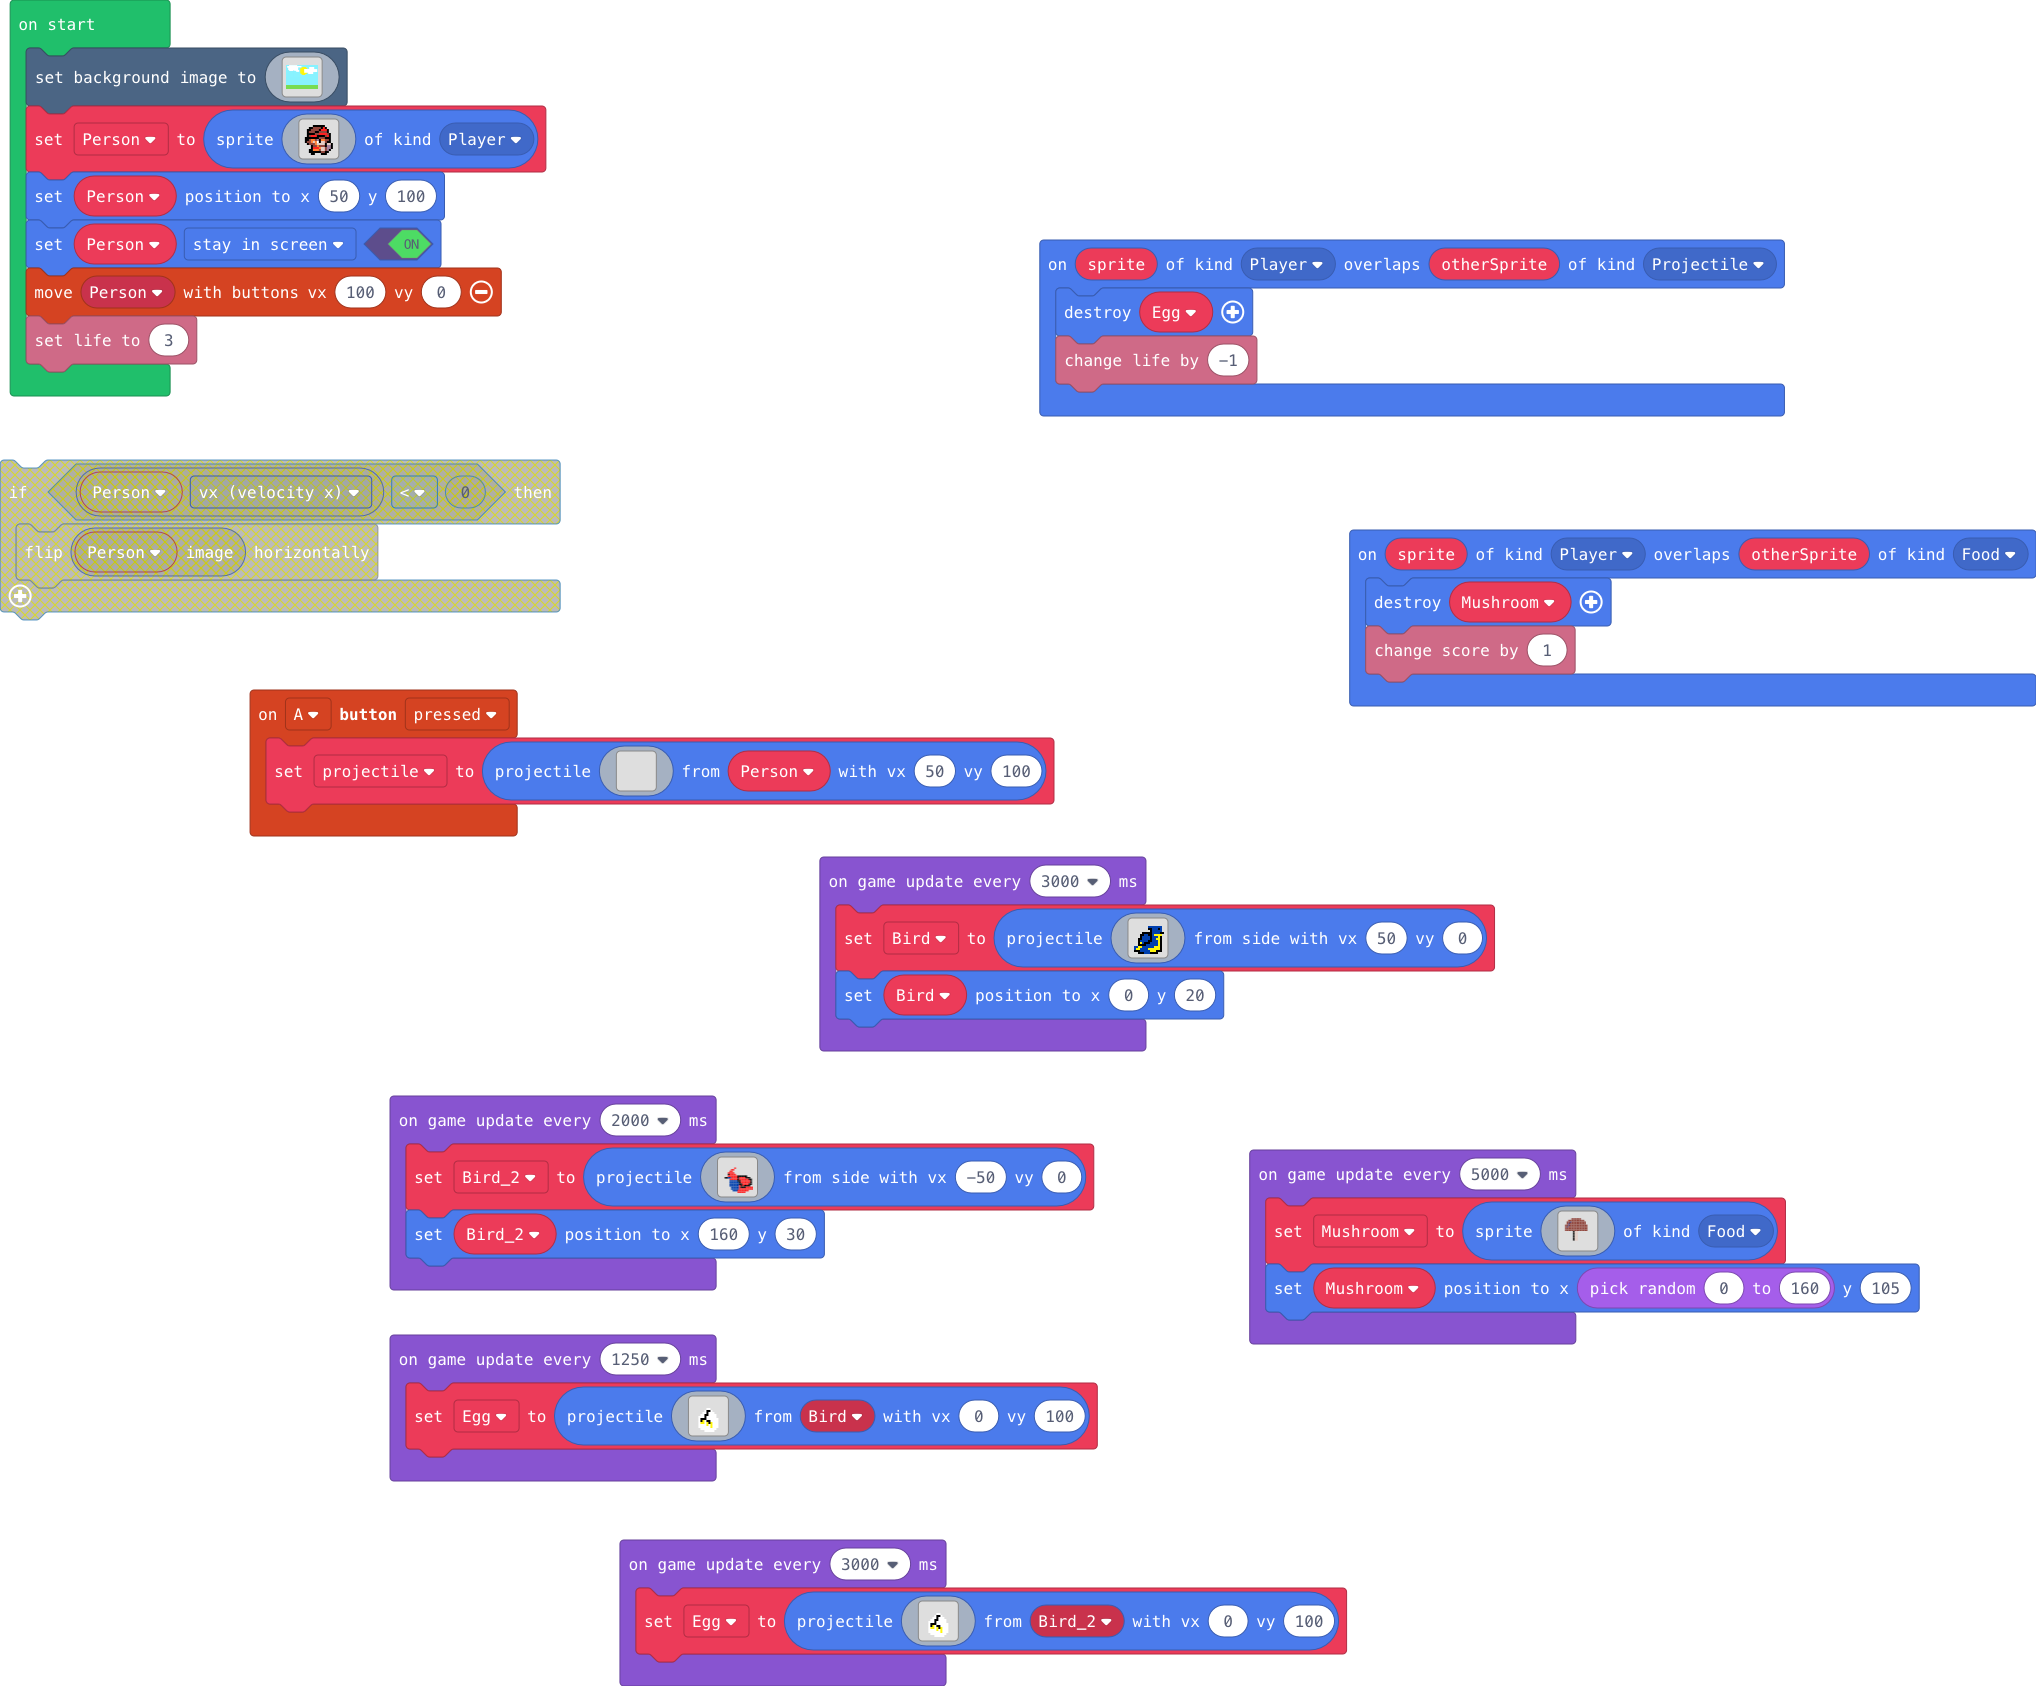 on start
set background image to
set Person to sprite of kind Player
set Person position to x 50 y 100
set Person stay in screen ON
move Person with buttons vx 100 vy 0
set life to 3
on sprite of kind Player overlaps otherSprite of kind Projectile
destroy Egg
change life by -1
if Person vx (velocity x) < 0 then
flip Person image horizontally
on sprite of kind Player overlaps otherSprite of kind Food
destroy Mushroom
change score by 1
on A button pressed
set projectile to projectile from Person with vx 50 vy 100
on game update every 3000 ms
set Bird to projectile from side with vx 50 vy 0
set Bird position to x 0 y 20
on game update every 2000 ms
set Bird_2 to projectile from side with vx -50 vy 0
set Bird_2 position to x 160 y 30
on game update every 5000 ms
set Mushroom to sprite of kind Food
set Mushroom position to x pick random 0 to 160 y 105
on game update every 1250 ms
set Egg to projectile from Bird with vx 0 vy 100
on game update every 3000 ms
set Egg to projectile from Bird_2 with vx 0 vy 100